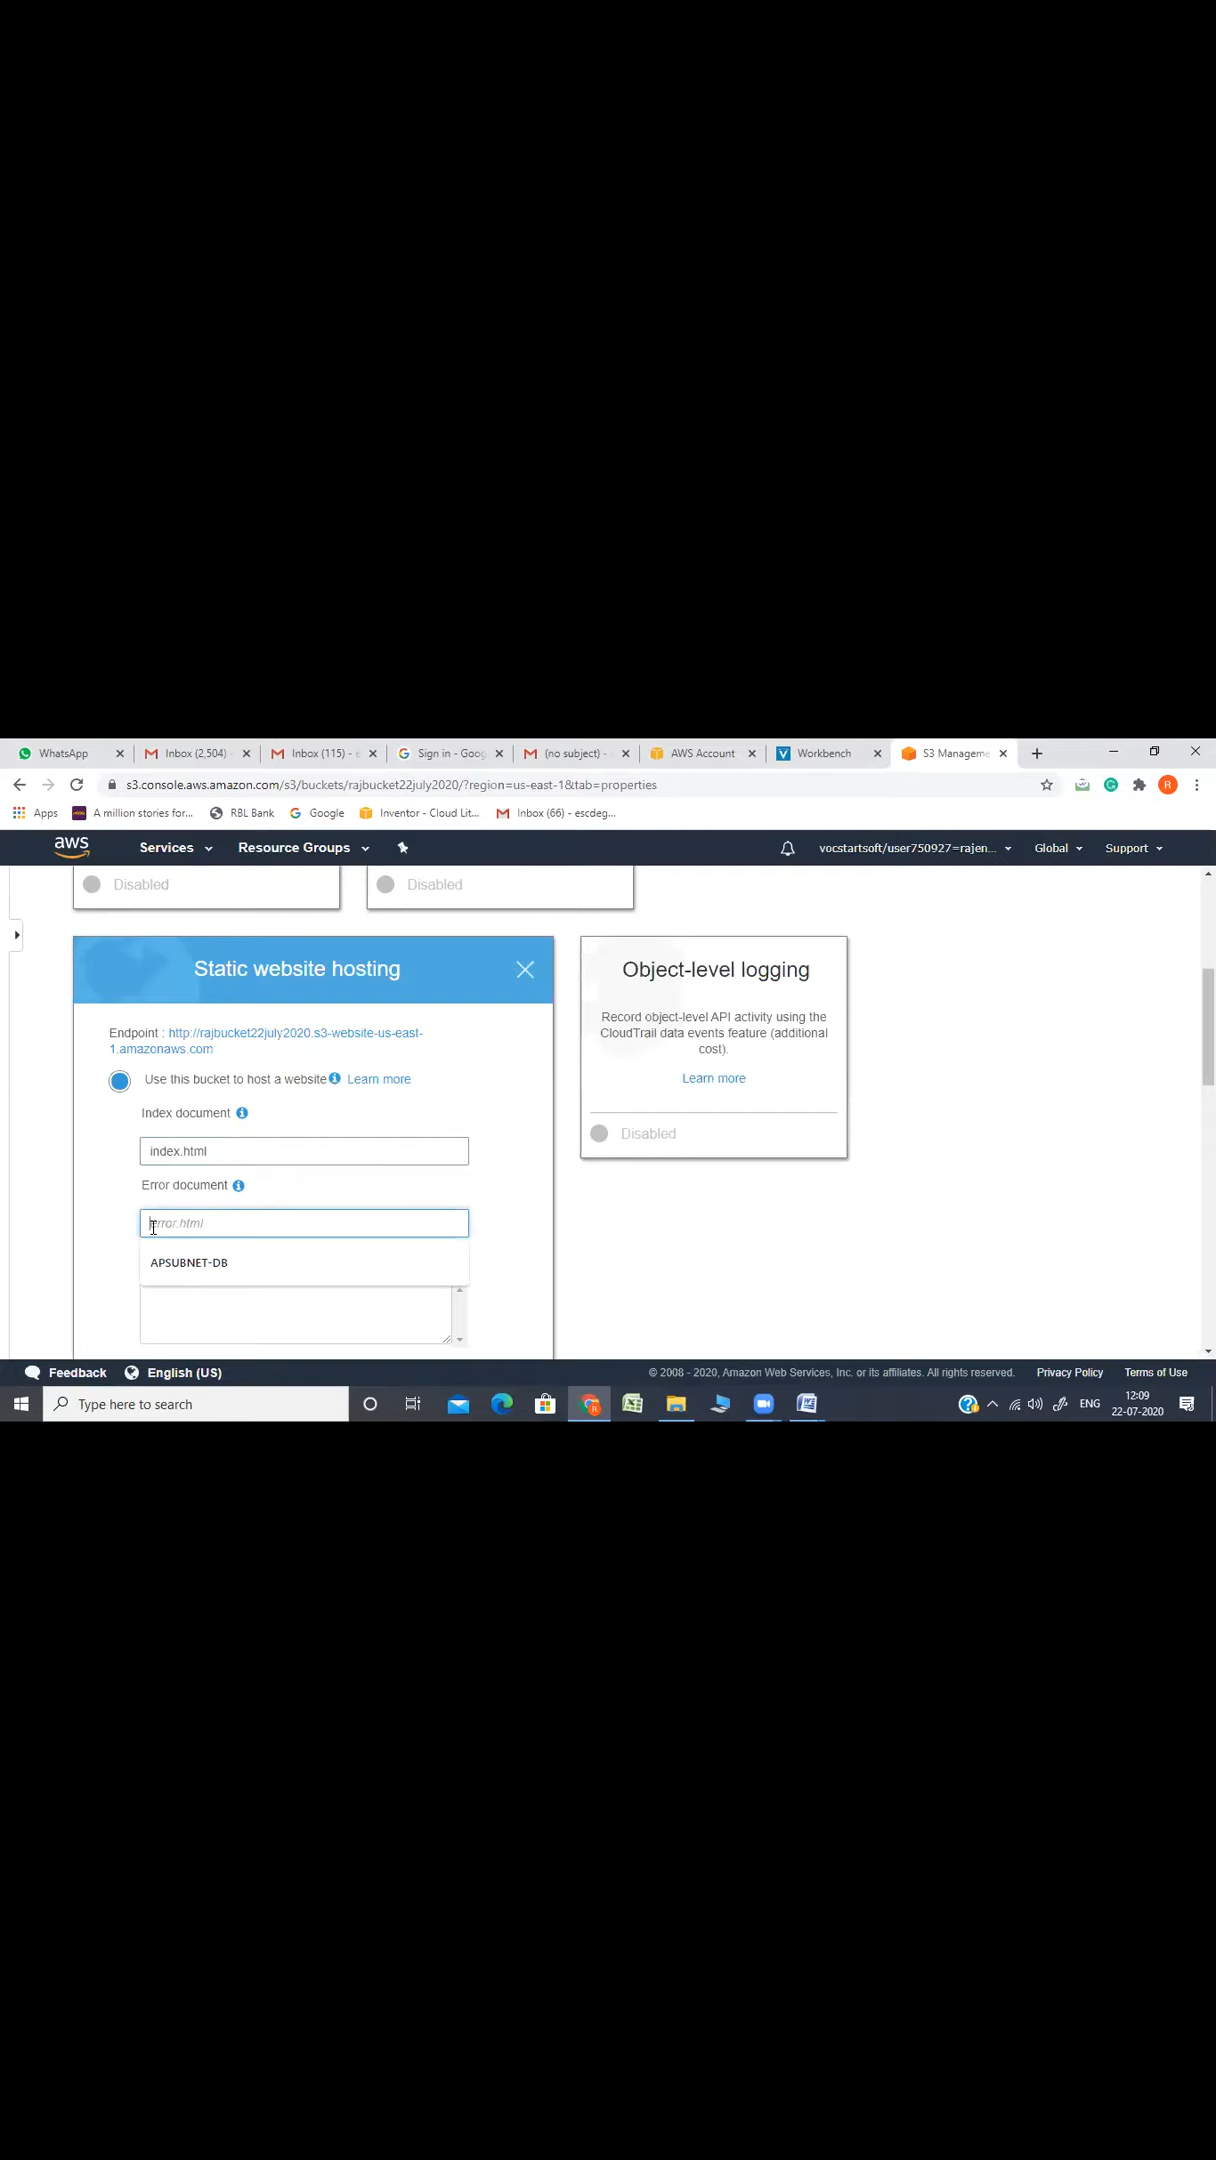 WhatsApp
Inbox (2,504) -
Inbox (115) - e
Sign in - Goog
(no subject) -
AWS Account
Workbench
S3 Manageme
s3.console.aws.amazon.com/s3/buckets/rajbucket22july2020/?region=us-east-1&tab=properties
R
Apps
A million stories for...
RBL Bank
Google
Inventor - Cloud Lit...
Inbox (66) - escdeg...
aws
Services
Resource Groups
vocstartsoft/user750927=rajen...
Global
Support
Disabled
Disabled
Static website hosting
Endpoint : http://rajbucket22july2020.s3-website-us-east-
1.amazonaws.com
Use this bucket to host a website
Learn more
Index document
index.html
Error document
error.html
APSUBNET-DB
Object-level logging
Record object-level API activity using the
CloudTrail data events feature (additional
cost).
Learn more
Disabled
Feedback
English (US)
© 2008 - 2020, Amazon Web Services, Inc. or its affiliates. All rights reserved.
Privacy Policy
Terms of Use
Type here to search
ENG
12:09
22-07-2020